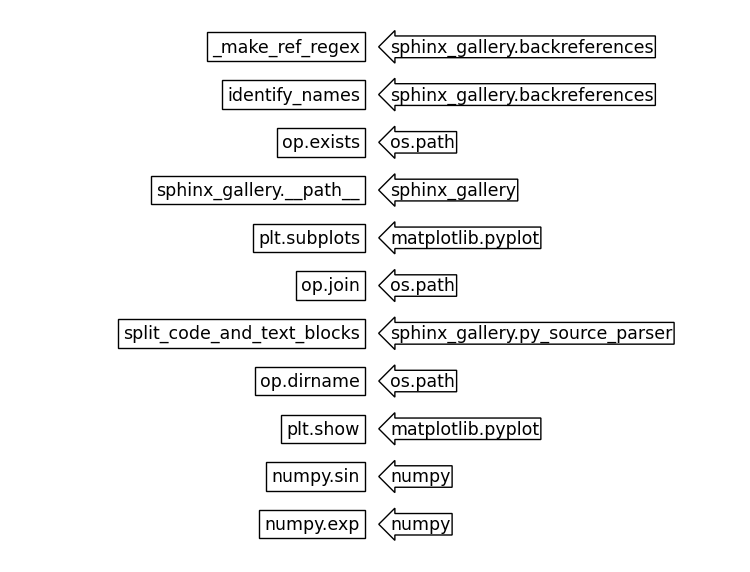 _make_ref_regex sphinx_gallery.backreferences
identify_names sphinx_gallery.backreferences
op.exists os.path
sphinx_gallery.__path__ sphinx_gallery
plt.subplots matplotlib.pyplot
op.join os.path
split_code_and_text_blocks sphinx_gallery.py_source_parser
op.dirname os.path
plt.show matplotlib.pyplot
numpy.sin numpy
numpy.exp numpy